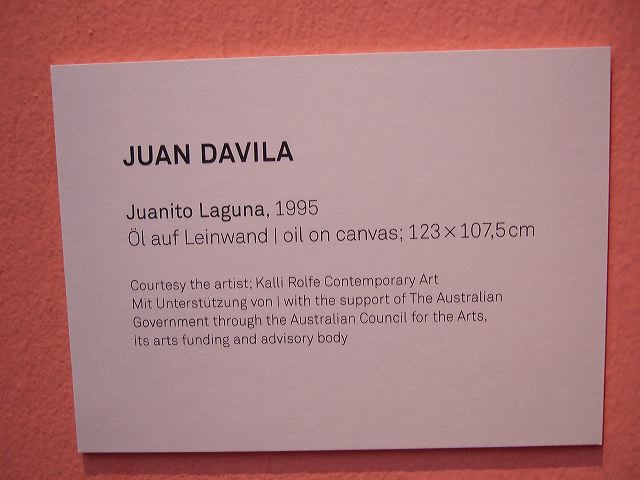 JUAN DAVILA
Juanito Laguna, 1995
Öl auf Leinwand | oil on canvas; 123 × 107,5 cm
Courtesy the artist; Kalli Rolfe Contemporary Art
Mit Unterstützung von | with the support of The Australian
Government through the Australian Council for the Arts,
its arts funding and advisory body